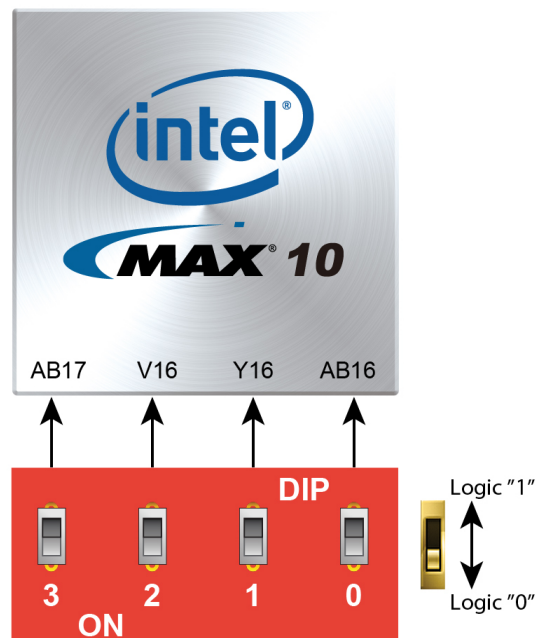 intel®
MAX® 10
AB17 V16 Y16 AB16
DIP
3 2 1 0
ON
Logic "1"
Logic "0"